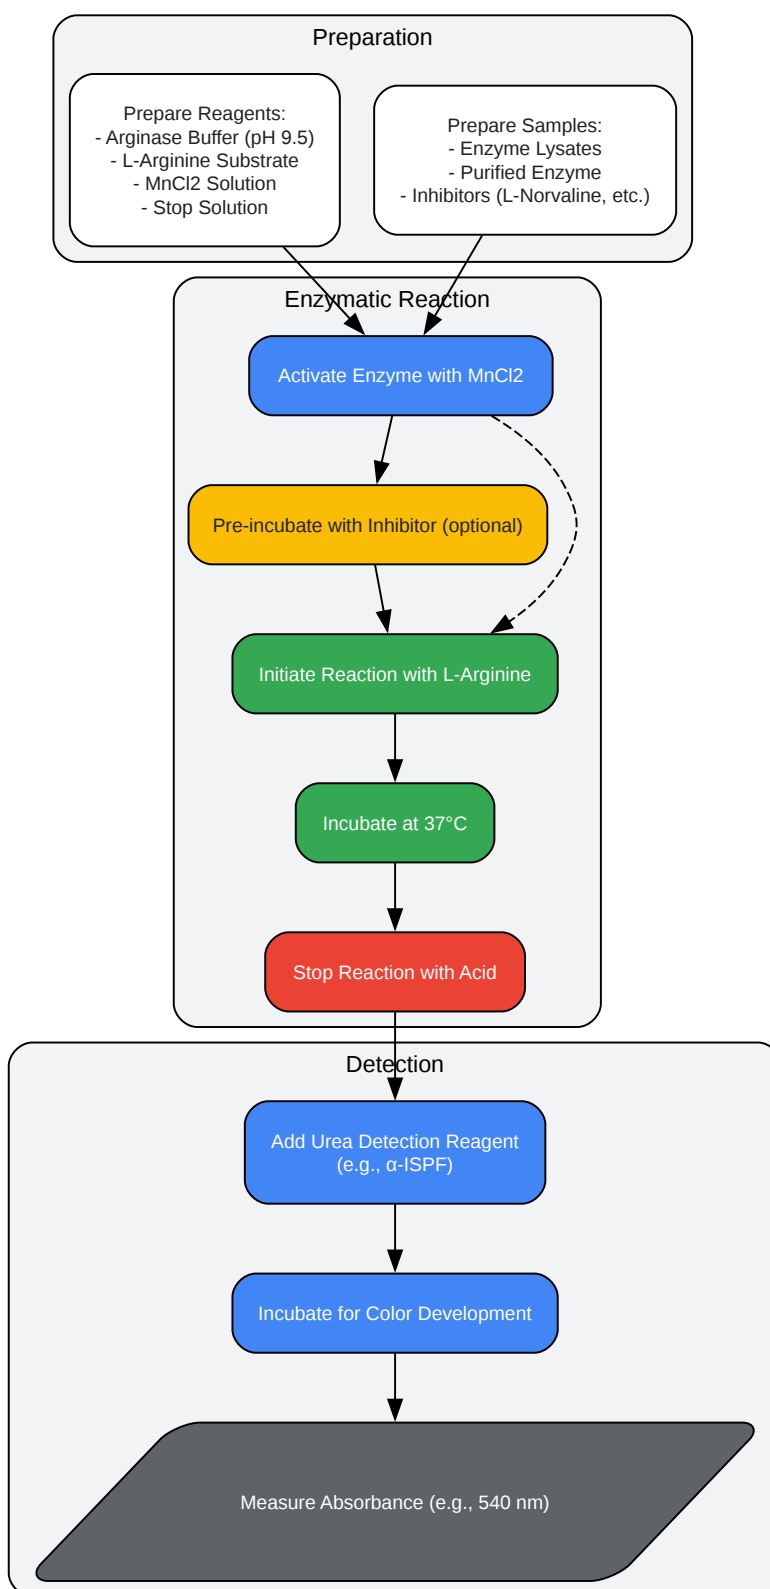 Preparation
Prepare Reagents:
- Arginase Buffer (pH 9.5)
- L-Arginine Substrate
- MnCl2 Solution
- Stop Solution
Prepare Samples:
- Enzyme Lysates
- Purified Enzyme
- Inhibitors (L-Norvaline, etc.)
Enzymatic Reaction
Activate Enzyme with MnCl2
Pre-incubate with Inhibitor (optional)
Initiate Reaction with L-Arginine
Incubate at 37°C
Stop Reaction with Acid
Detection
Add Urea Detection Reagent
(e.g., α-ISPF)
Incubate for Color Development
Measure Absorbance (e.g., 540 nm)